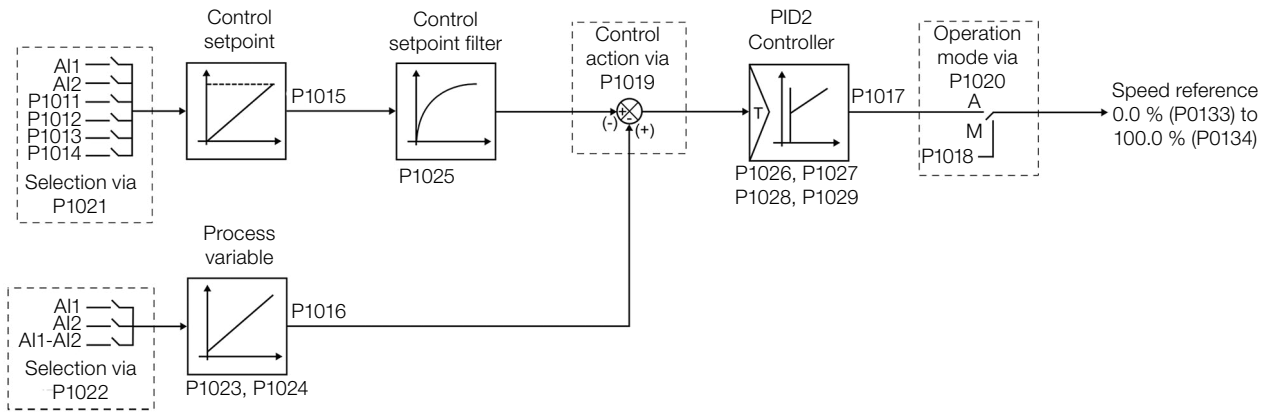 Control
setpoint
Control
setpoint filter
Control
action via
P1019
PID2
Controller
Operation
mode via
P1020
AI1
AI2
P1011
P1012
P1013
P1014
Selection via
P1021
P1015
P1025
+
(-)
-
(+)
T
P1017
P1026, P1027
P1028, P1029
A
M
P1018
Speed reference
0.0 % (P0133) to
100.0 % (P0134)
Process
variable
AI1
AI2
AI1-AI2
Selection via
P1022
P1016
P1023, P1024